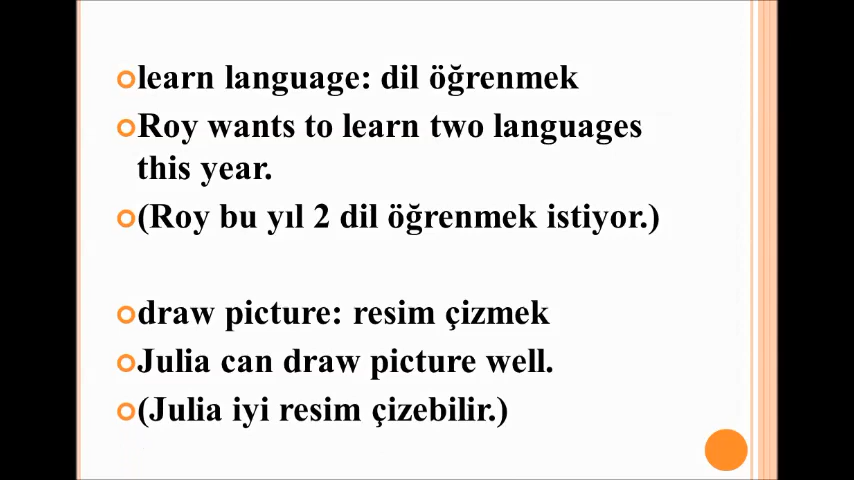 learn language: dil öğrenmek
Roy wants to learn two languages
this year.
(Roy bu yıl 2 dil öğrenmek istiyor.)
draw picture: resim çizmek
Julia can draw picture well.
(Julia iyi resim çizebilir.)